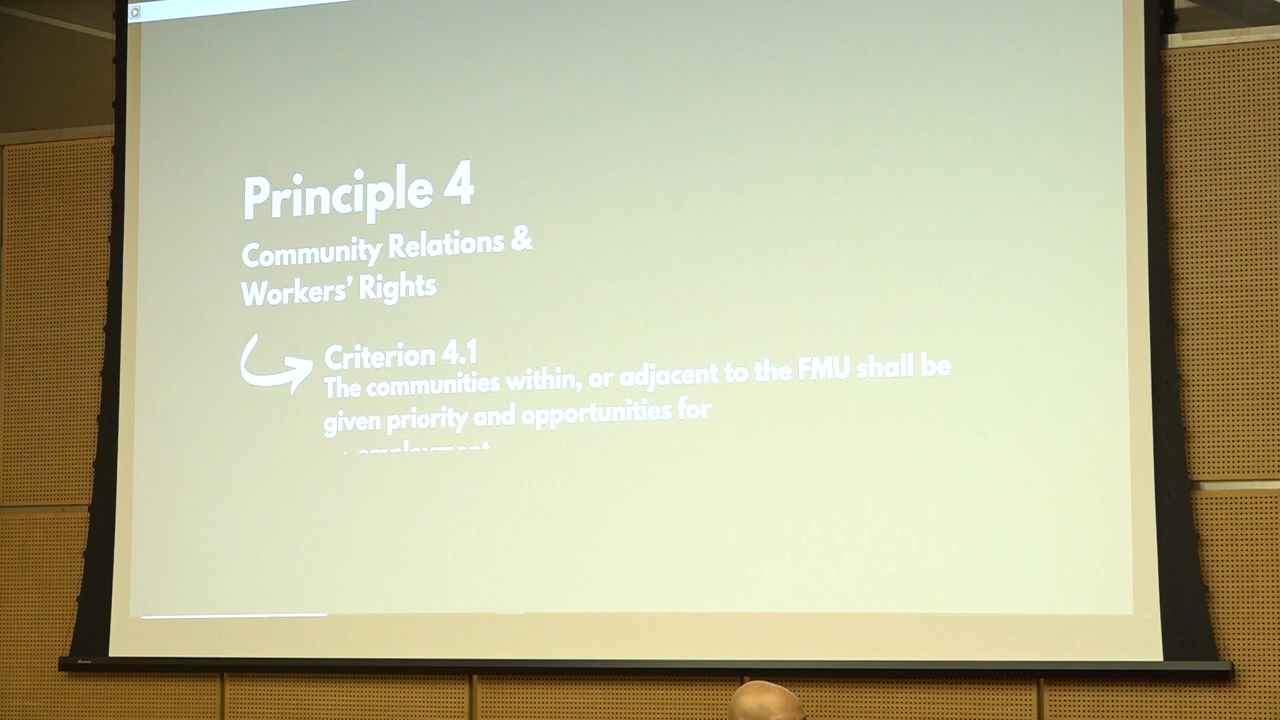 Principle 4
Community Relations &
Workers' Rights
Criterion 4.1
The communities within, or adjacent to the FMU shall be
given priority and opportunities for
employment